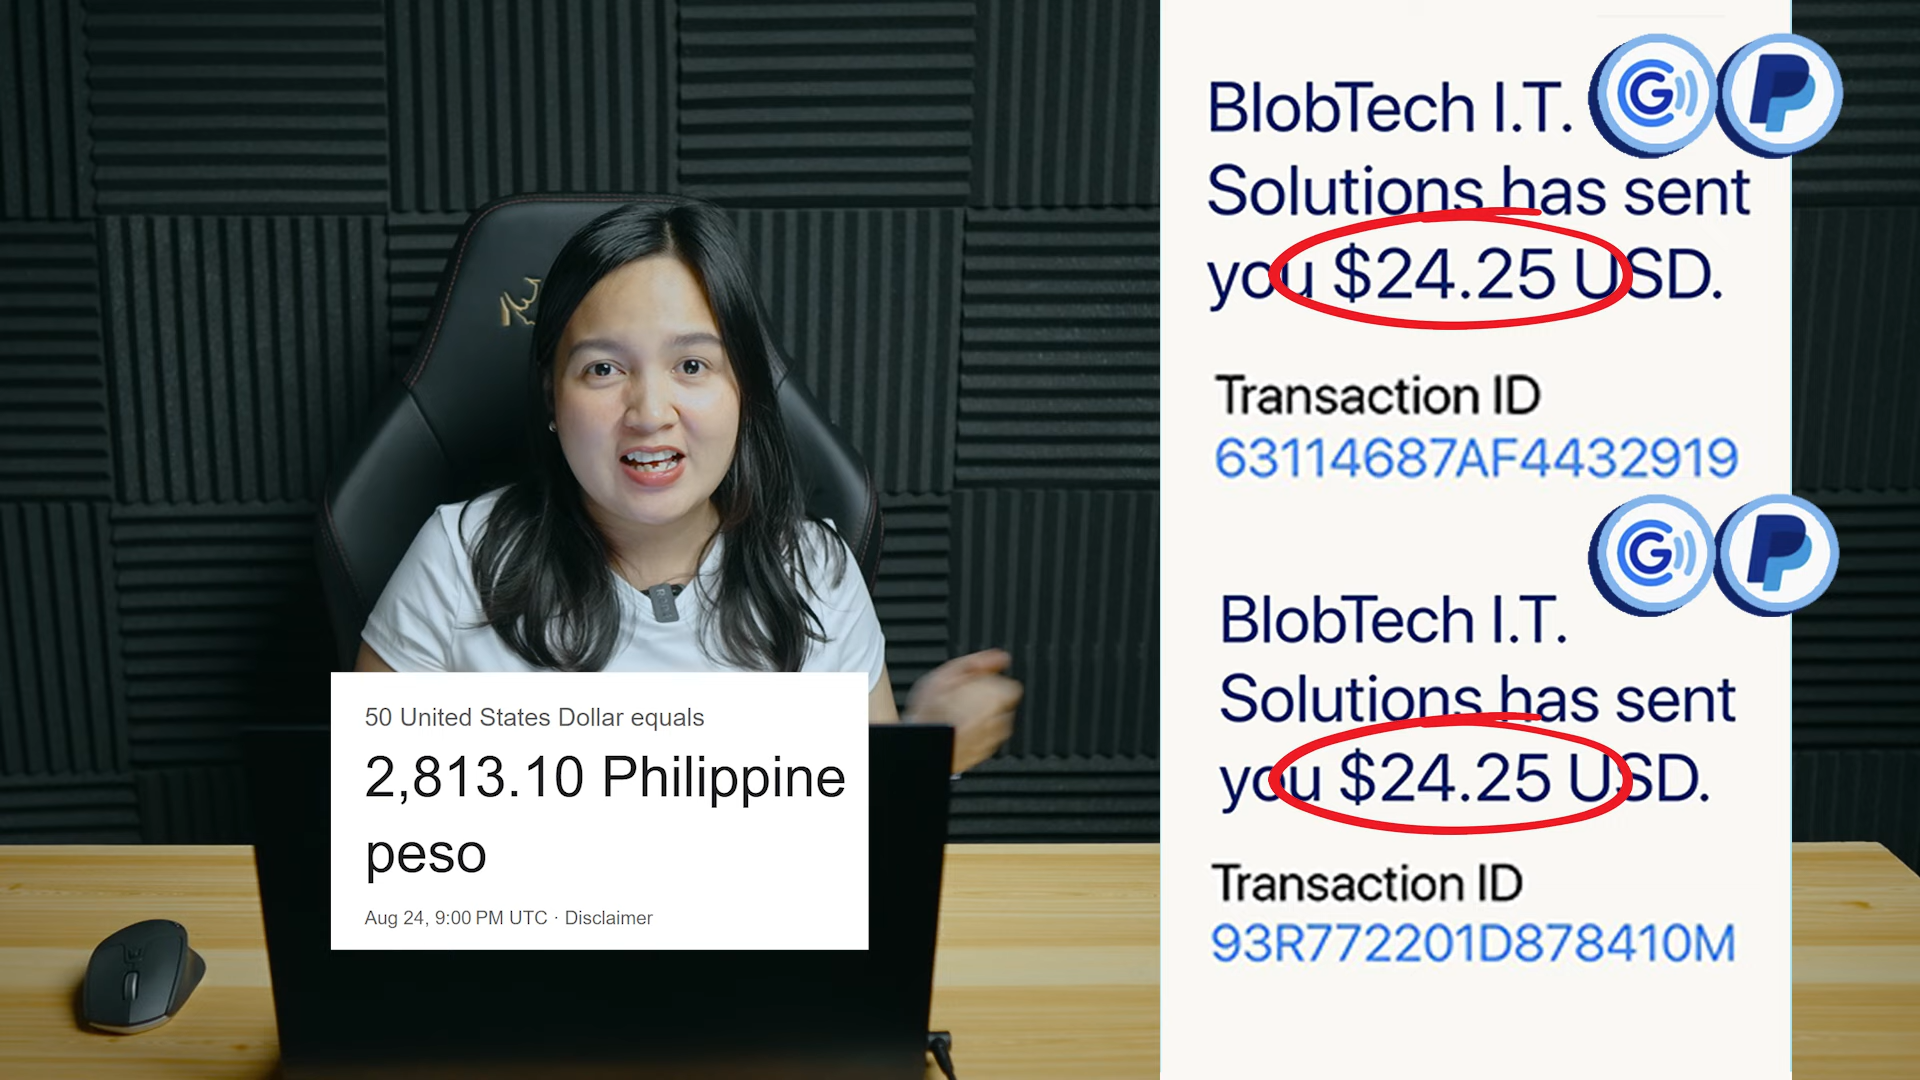 BlobTech I.T.
Solutions has sent
you $24.25 USD.
Transaction ID
63114687AF4432919
BlobTech I.T.
Solutions has sent
you $24.25 USD.
Transaction ID
93R772201D878410M
50 United States Dollar equals
2,813.10 Philippine
peso
Aug 24, 9:00 PM UTC · Disclaimer